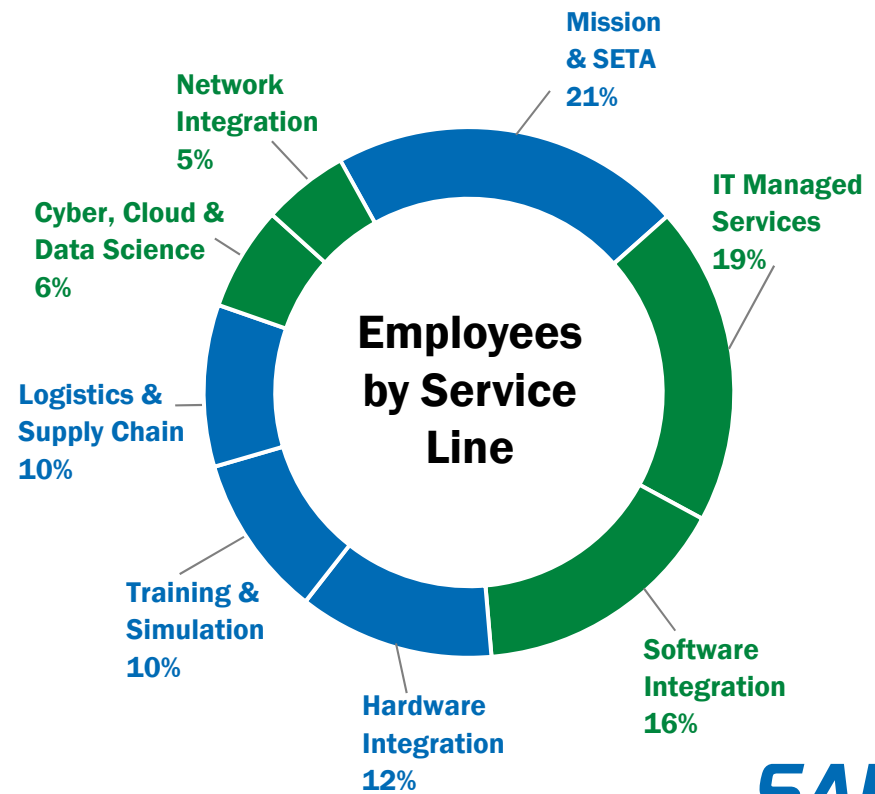 Mission
& SETA
21%
Network
Integration
5%
IT Managed
Services
19%
Cyber, Cloud &
Data Science
6%
Employees
by Service
Line
Logistics &
Supply Chain
10%
Training &
Simulation
10%
Software
Integration
16%
Hardware
Integration
12%